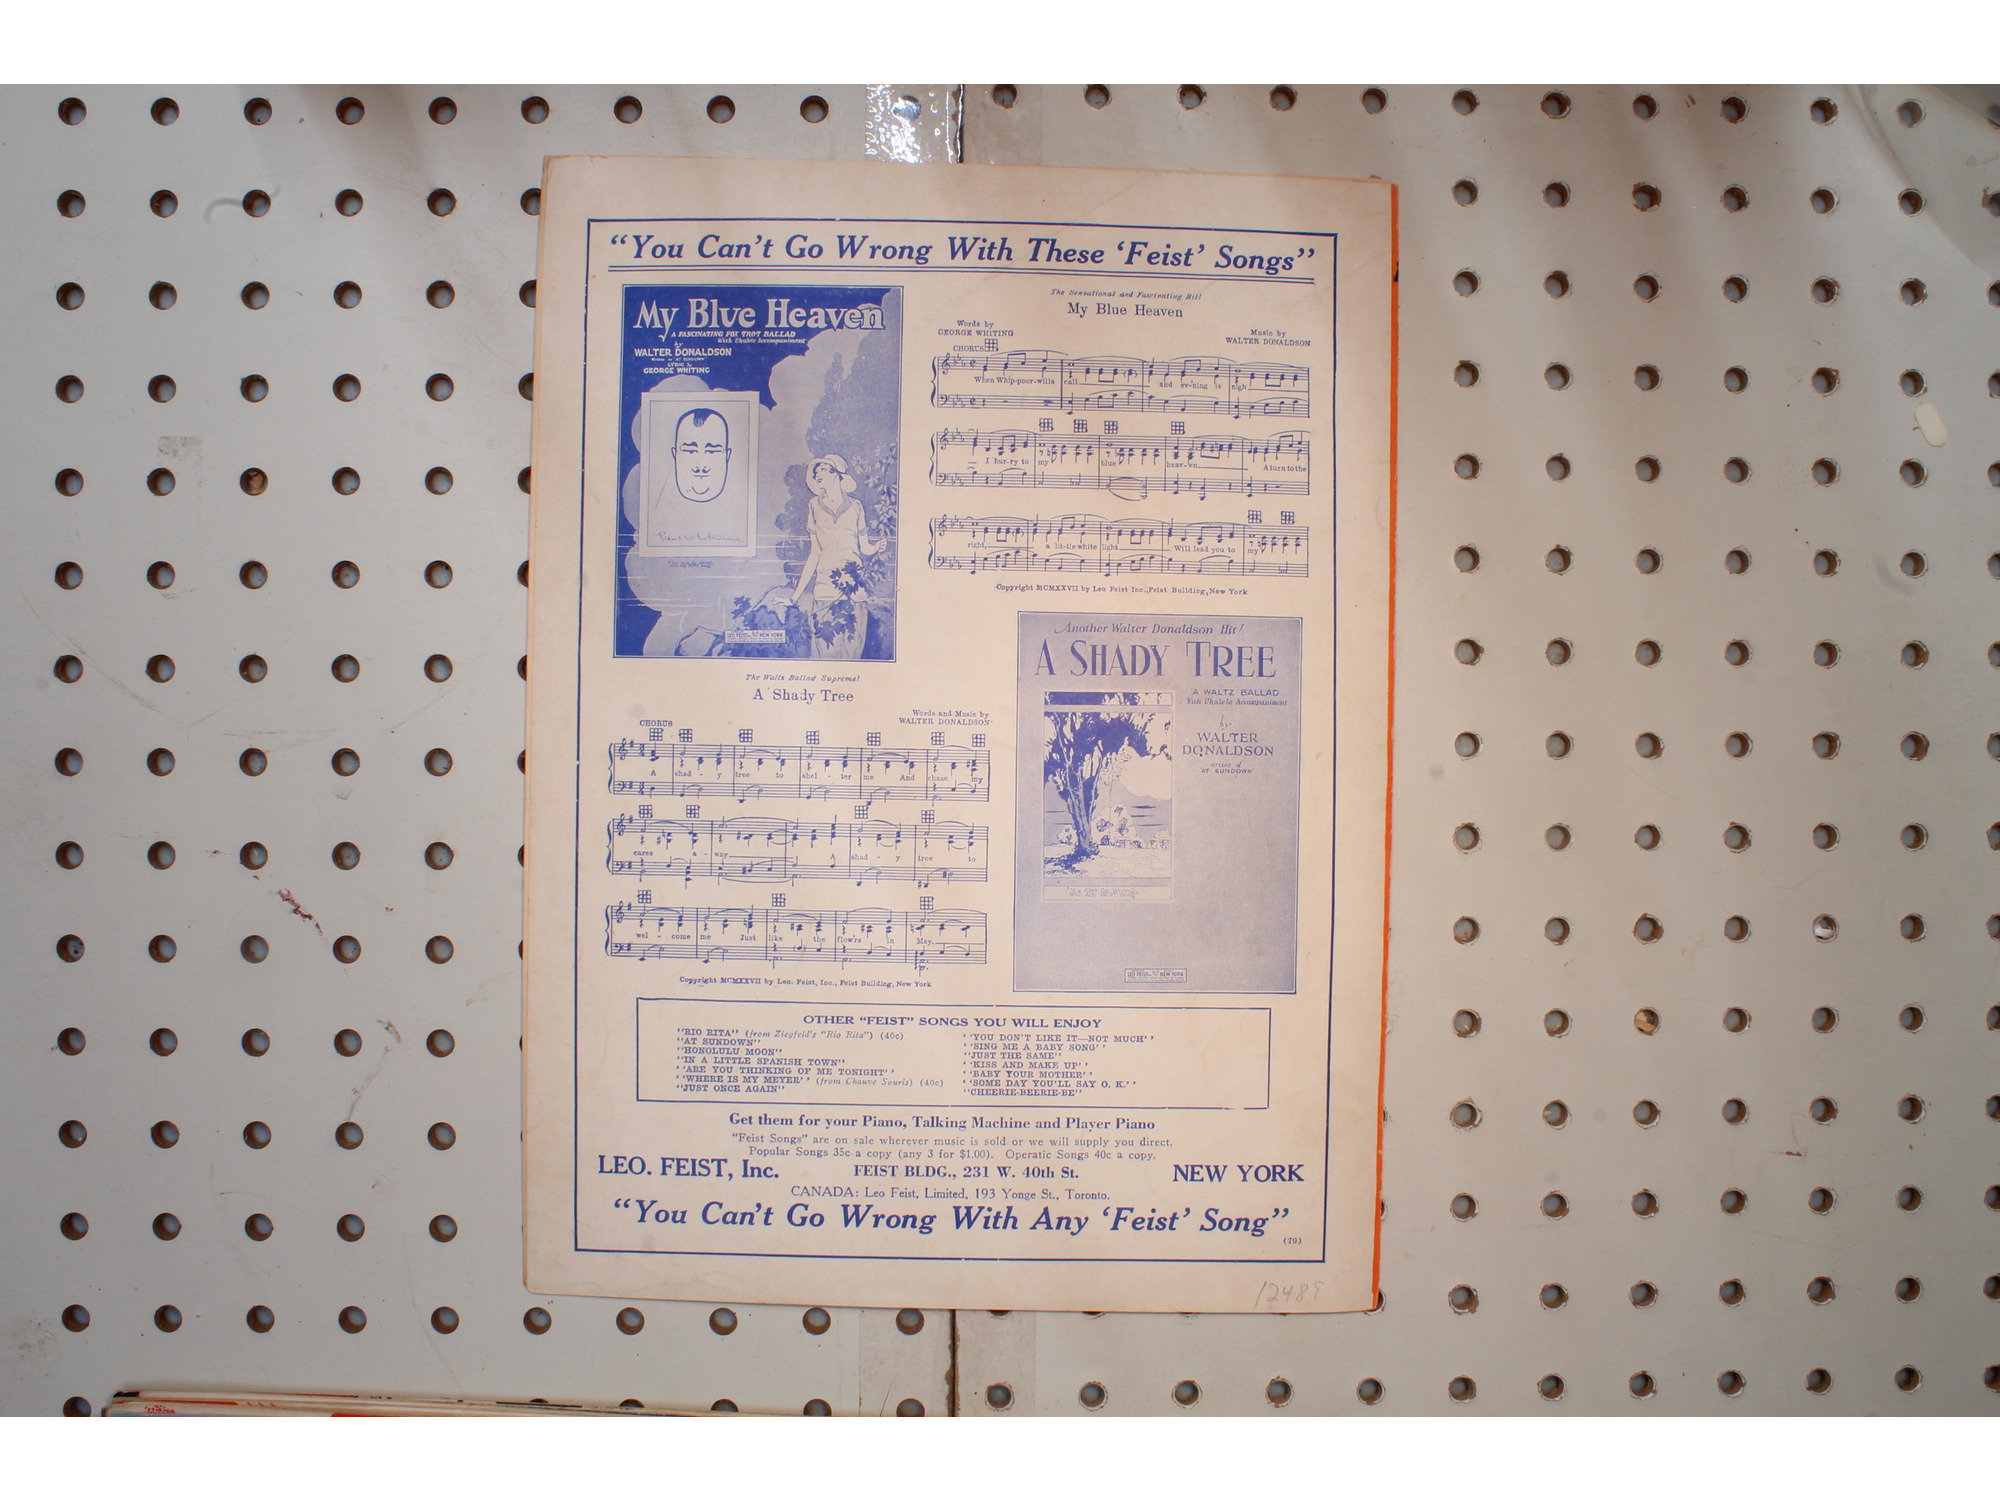 "You Can't Go Wrong With These 'Feist' Songs"
My Blue Heaven
A FASCINATING FOX TROT BALLAD
With Ukulele Accompaniment
by
WALTER DONALDSON
LYRIC by
GEORGE WHITING
LEO FEIST NEW YORK
The Sensational and Fascinating Hit!
My Blue Heaven
Words by
GEORGE WHITING
Music by
WALTER DONALDSON
CHORUS
When Whip-poor-wills call and ev-'ning is nigh
I hur-ry to my blue heav-en A turn to the
right, a lit-tle white light Will lead you to my
Copyright MCMXXVII by Leo Feist Inc., Feist Building, New York
The Waltz Ballad Supreme!
A Shady Tree
Words and Music by
WALTER DONALDSON
CHORUS
A shad - y tree to shel - ter me And chase my
cares a - way A shad - y tree to
wel - come me Just like the flow'rs in May.
Copyright MCMXXVII by Leo. Feist, Inc., Feist Building, New York
Another Walter Donaldson Hit!
A SHADY TREE
A WALTZ BALLAD
With Ukulele Accompaniment
by
WALTER
DONALDSON
writer of
"AT SUNDOWN"
LEO FEIST NEW YORK
OTHER "FEIST" SONGS YOU WILL ENJOY
"RIO RITA" (from Ziegfeld's "Rio Rita") (40c)
"AT SUNDOWN"
"HONOLULU MOON"
"IN A LITTLE SPANISH TOWN"
"ARE YOU THINKING OF ME TONIGHT"
"WHERE IS MY MEYER" (from Chauve Souris) (40c)
"JUST ONCE AGAIN"
"YOU DON'T LIKE IT—NOT MUCH"
"SING ME A BABY SONG"
"JUST THE SAME"
"KISS AND MAKE UP"
"BABY YOUR MOTHER"
"SOME DAY YOU'LL SAY O. K."
"CHEERIE-BEERIE-BE"
Get them for your Piano, Talking Machine and Player Piano
"Feist Songs" are on sale wherever music is sold or we will supply you direct.
Popular Songs 35c a copy (any 3 for $1.00). Operatic Songs 40c a copy.
LEO. FEIST, Inc. FEIST BLDG., 231 W. 40th St. NEW YORK
CANADA: Leo Feist, Limited, 193 Yonge St., Toronto.
"You Can't Go Wrong With Any 'Feist' Song"
(79)
12489